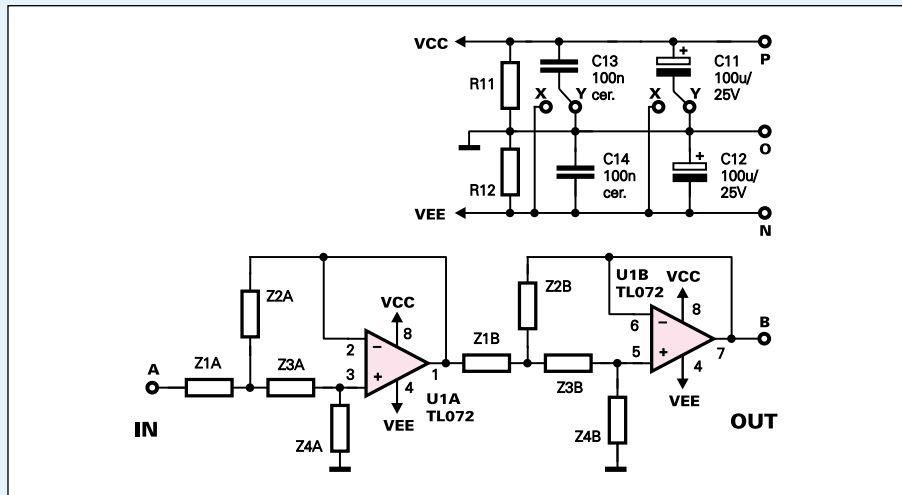 VCC
P
C13
100n
cer.
C11
100u/
25V
+
R11
X
Y
X
Y
O
C14
100n
cer.
C12
100u/
25V
+
R12
VEE
N
U1B
TL072
VCC
8
Z2A
VCC
8
Z2B
6
B
2
−
−
7
5
+
Z1B
A
Z1A
Z3A
3
+
1
4
U1A
TL072
VEE
Z3B
4
VEE
IN
Z4A
OUT
Z4B